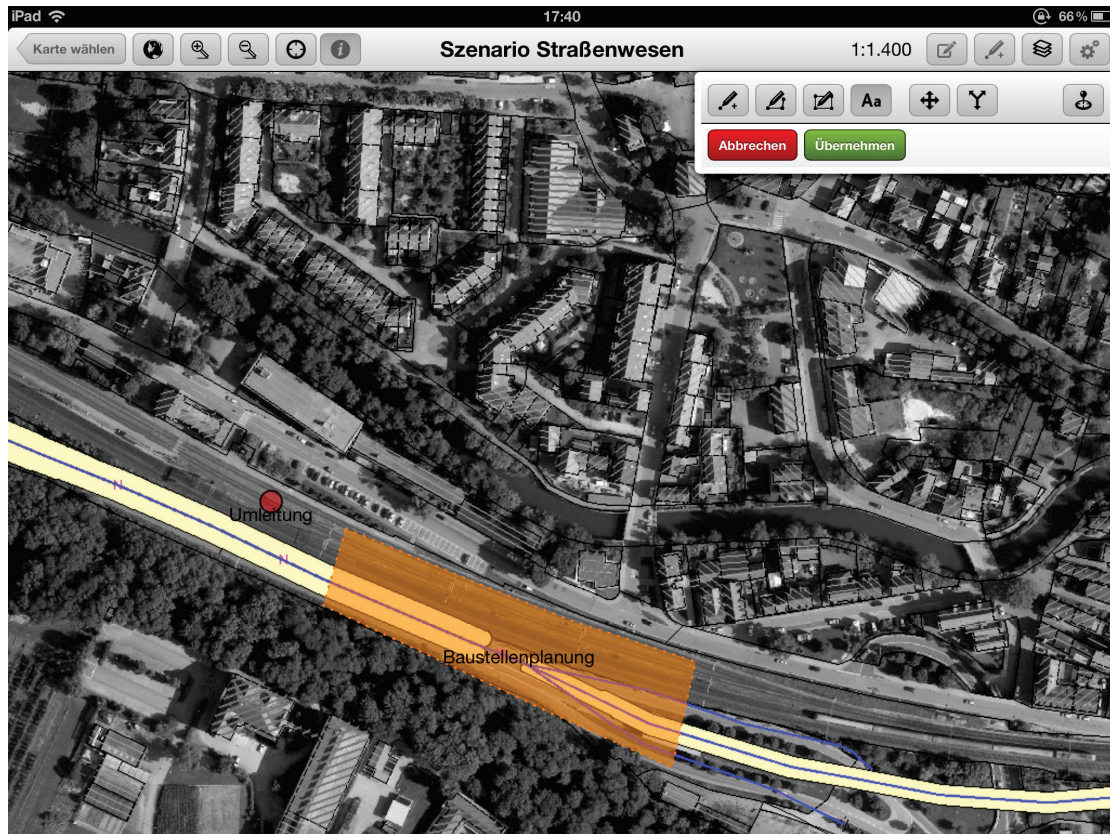 iPad 17:40 66 %
Karte wählen Szenario Straßenwesen 1:1.400
Aa
Abbrechen Übernehmen
N
Umleitung
N
Baustellenplanung